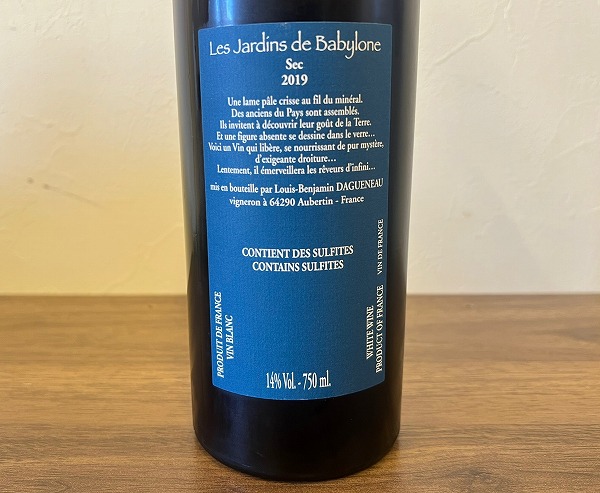 Les Jardins de Babylone
Sec
2019
Une lame pâle crisse au fil du minéral.
Des anciens du Pays sont assemblés.
Ils invitent à découvrir leur goût de la Terre.
Et une figure absente se dessine dans le verre...
Voici un Vin qui libère, se nourrissant de pur mystère,
d'exigeante droiture...
Lentement, il émerveillera les rêveurs d'infini...
mis en bouteille par Louis-Benjamin DAGUENEAU
vigneron à 64290 Aubertin - France
CONTIENT DES SULFITES
CONTAINS SULFITES
PRODUIT DE FRANCE
VIN BLANC
WHITE WINE
PRODUCT OF FRANCE
VIN DE FRANCE
14% Vol. - 750 ml.